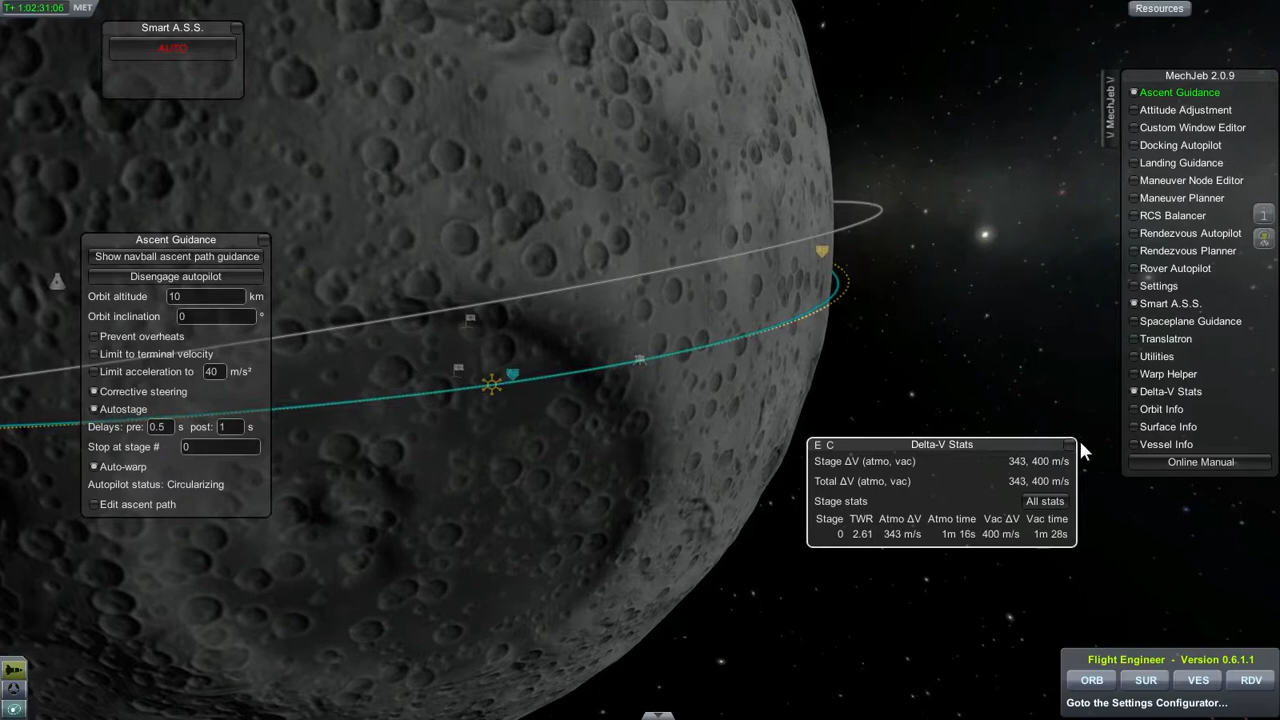 T+ 1:02:31:06 MET
Resources
Smart A.S.S.
AUTO
MechJeb 2.0.9
V MechJeb V
Ascent Guidance
Attitude Adjustment
Custom Window Editor
Docking Autopilot
Landing Guidance
Maneuver Node Editor
Maneuver Planner
RCS Balancer
1
Rendezvous Autopilot
Rendezvous Planner
Rover Autopilot
Settings
Smart A.S.S.
Spaceplane Guidance
Translatron
Utilities
Warp Helper
Delta-V Stats
Orbit Info
Surface Info
Vessel Info
Online Manual
Ascent Guidance
Show navball ascent path guidance
Disengage autopilot
Orbit altitude 10 km
Orbit inclination 0 º
Prevent overheats
Limit to terminal velocity
Limit acceleration to 40 m/s²
Corrective steering
Autostage
Delays: pre: 0.5 s post: 1 s
Stop at stage # 0
Auto-warp
Autopilot status: Circularizing
Edit ascent path
E C Delta-V Stats
Stage ΔV (atmo, vac) 343, 400 m/s
Total ΔV (atmo, vac) 343, 400 m/s
Stage stats All stats
Stage TWR Atmo ΔV Atmo time Vac ΔV Vac time
0 2.61 343 m/s 1m 16s 400 m/s 1m 28s
Flight Engineer - Version 0.6.1.1
ORB SUR VES RDV
Goto the Settings Configurator...